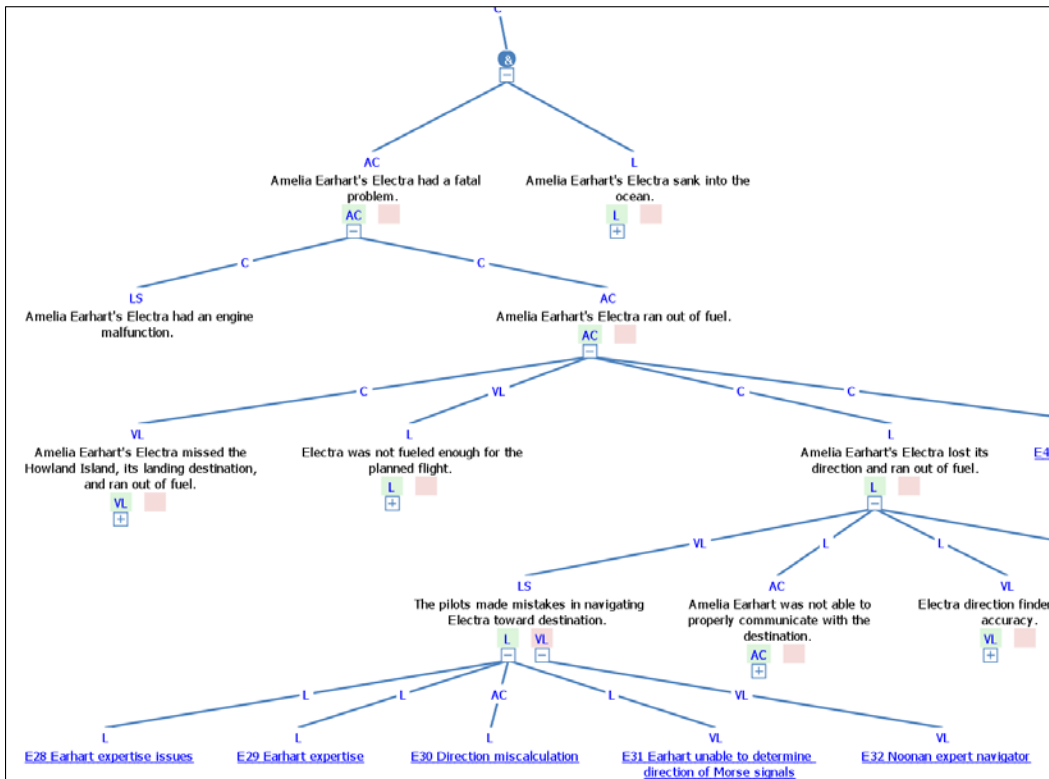 C
&
AC
L
Amelia Earhart's Electra had a fatal
problem.
Amelia Earhart's Electra sank into the
ocean.
AC
L
C
C
LS
AC
Amelia Earhart's Electra had an engine
malfunction.
Amelia Earhart's Electra ran out of fuel.
AC
C
VL
C
C
VL
L
L
Amelia Earhart's Electra missed the
Howland Island, its landing destination,
and ran out of fuel.
Electra was not fueled enough for the
planned flight.
Amelia Earhart's Electra lost its
direction and ran out of fuel.
E4
VL
L
L
VL
L
L
LS
AC
VL
The pilots made mistakes in navigating
Electra toward destination.
Amelia Earhart was not able to
properly communicate with the
destination.
Electra direction finder
accuracy.
L
VL
AC
VL
L
L
AC
L
VL
L
L
L
VL
VL
E28 Earhart expertise issues
E29 Earhart expertise
E30 Direction miscalculation
E31 Earhart unable to determine
direction of Morse signals
E32 Noonan expert navigator